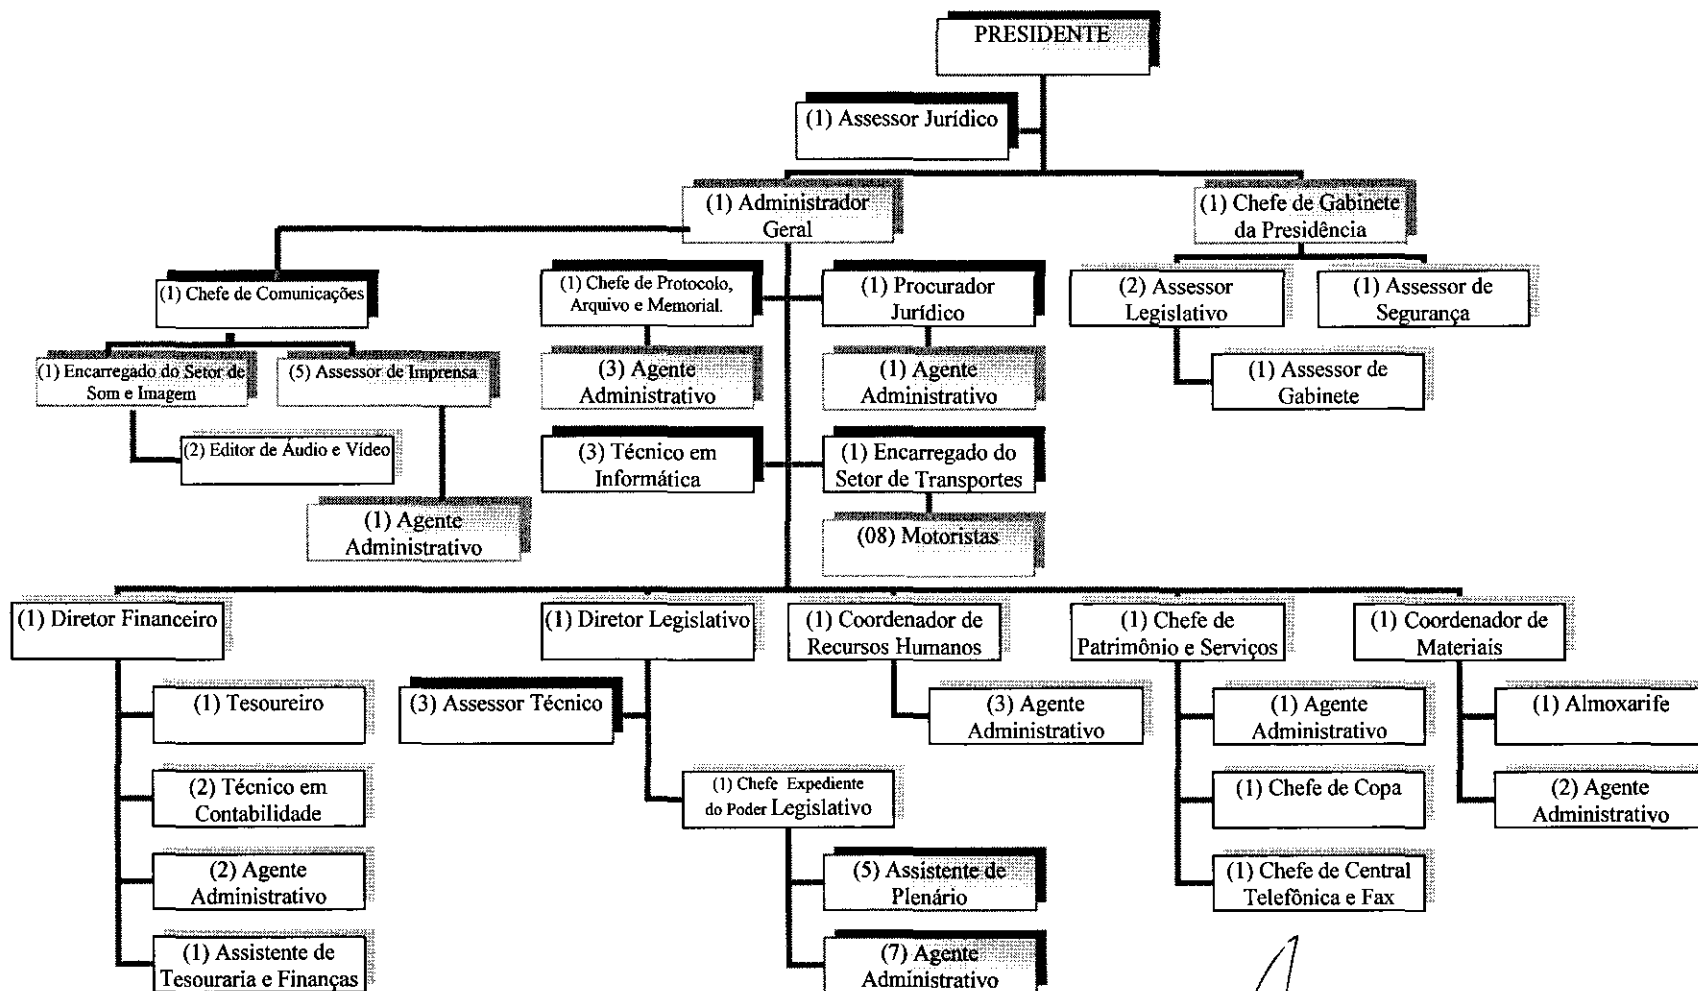 PRESIDENTE
(1) Assessor Jurídico
(1) Administrador
Geral
(1) Chefe de Gabinete
da Presidência
(1) Chefe de Comunicações
(1) Chefe de Protocolo,
Arquivo e Memorial.
(1) Procurador
Jurídico
(2) Assessor
Legislativo
(1) Assessor de
Segurança
(1) Encarregado do Setor de
Som e Imagem
(5) Assessor de Imprensa
(3) Agente
Administrativo
(1) Agente
Administrativo
(1) Assessor de
Gabinete
(2) Editor de Áudio e Vídeo
(3) Técnico em
Informática
(1) Encarregado do
Setor de Transportes
(1) Agente
Administrativo
(08) Motoristas
(1) Diretor Financeiro
(1) Diretor Legislativo
(1) Coordenador de
Recursos Humanos
(1) Chefe de
Patrimônio e Serviços
(1) Coordenador de
Materiais
(1) Tesoureiro
(3) Assessor Técnico
(3) Agente
Administrativo
(1) Agente
Administrativo
(1) Almoxarife
(2) Técnico em
Contabilidade
(1) Chefe Expediente
do Poder Legislativo
(1) Chefe de Copa
(2) Agente
Administrativo
(2) Agente
Administrativo
(5) Assistente de
Plenário
(1) Chefe de Central
Telefônica e Fax
(1) Assistente de
Tesouraria e Finanças
(7) Agente
Administrativo